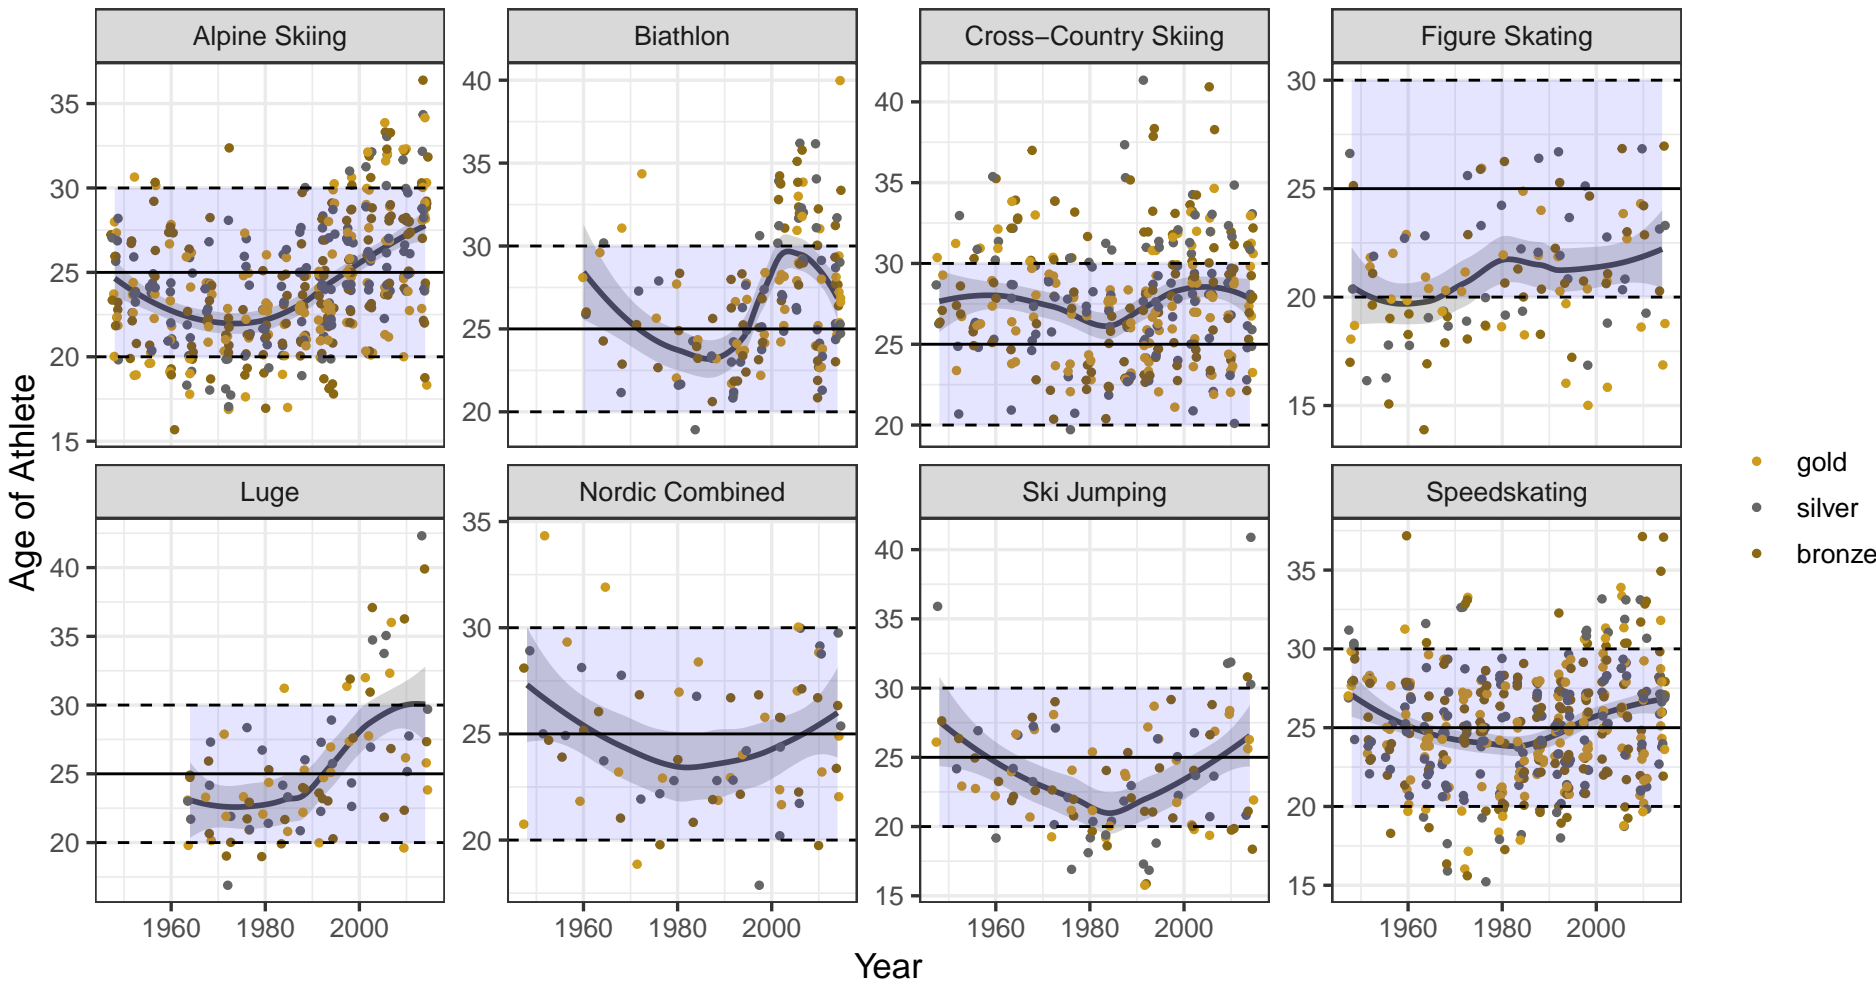 Alpine Skiing
Biathlon
Cross−Country Skiing
Figure Skating
35
30
25
20
15
40
35
30
25
20
40
35
30
25
20
30
25
20
15
Luge
Nordic Combined
Ski Jumping
Speedskating
40
35
30
25
20
35
30
25
20
40
35
30
25
20
15
35
30
25
20
15
1960 1980 2000
1960 1980 2000
1960 1980 2000
1960 1980 2000
Year
Age of Athlete
gold
silver
bronze